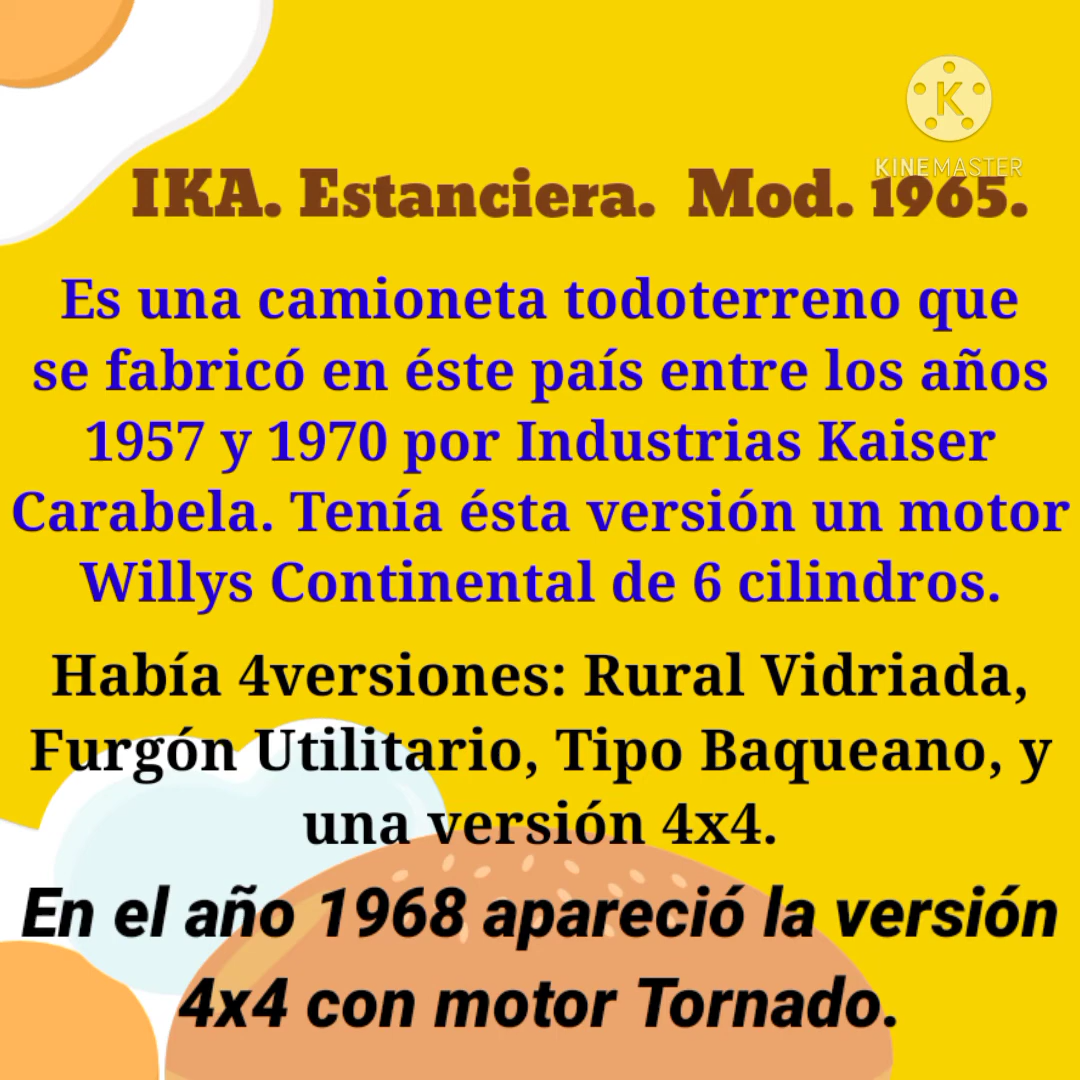 K
KINEMASTER
IKA. Estanciera. Mod. 1965.
Es una camioneta todoterreno que
se fabricó en éste país entre los años
1957 y 1970 por Industrias Kaiser
Carabela. Tenía ésta versión un motor
Willys Continental de 6 cilindros.
Había 4versiones: Rural Vidriada,
Furgón Utilitario, Tipo Baqueano, y
una versión 4x4.
En el año 1968 apareció la versión
4x4 con motor Tornado.